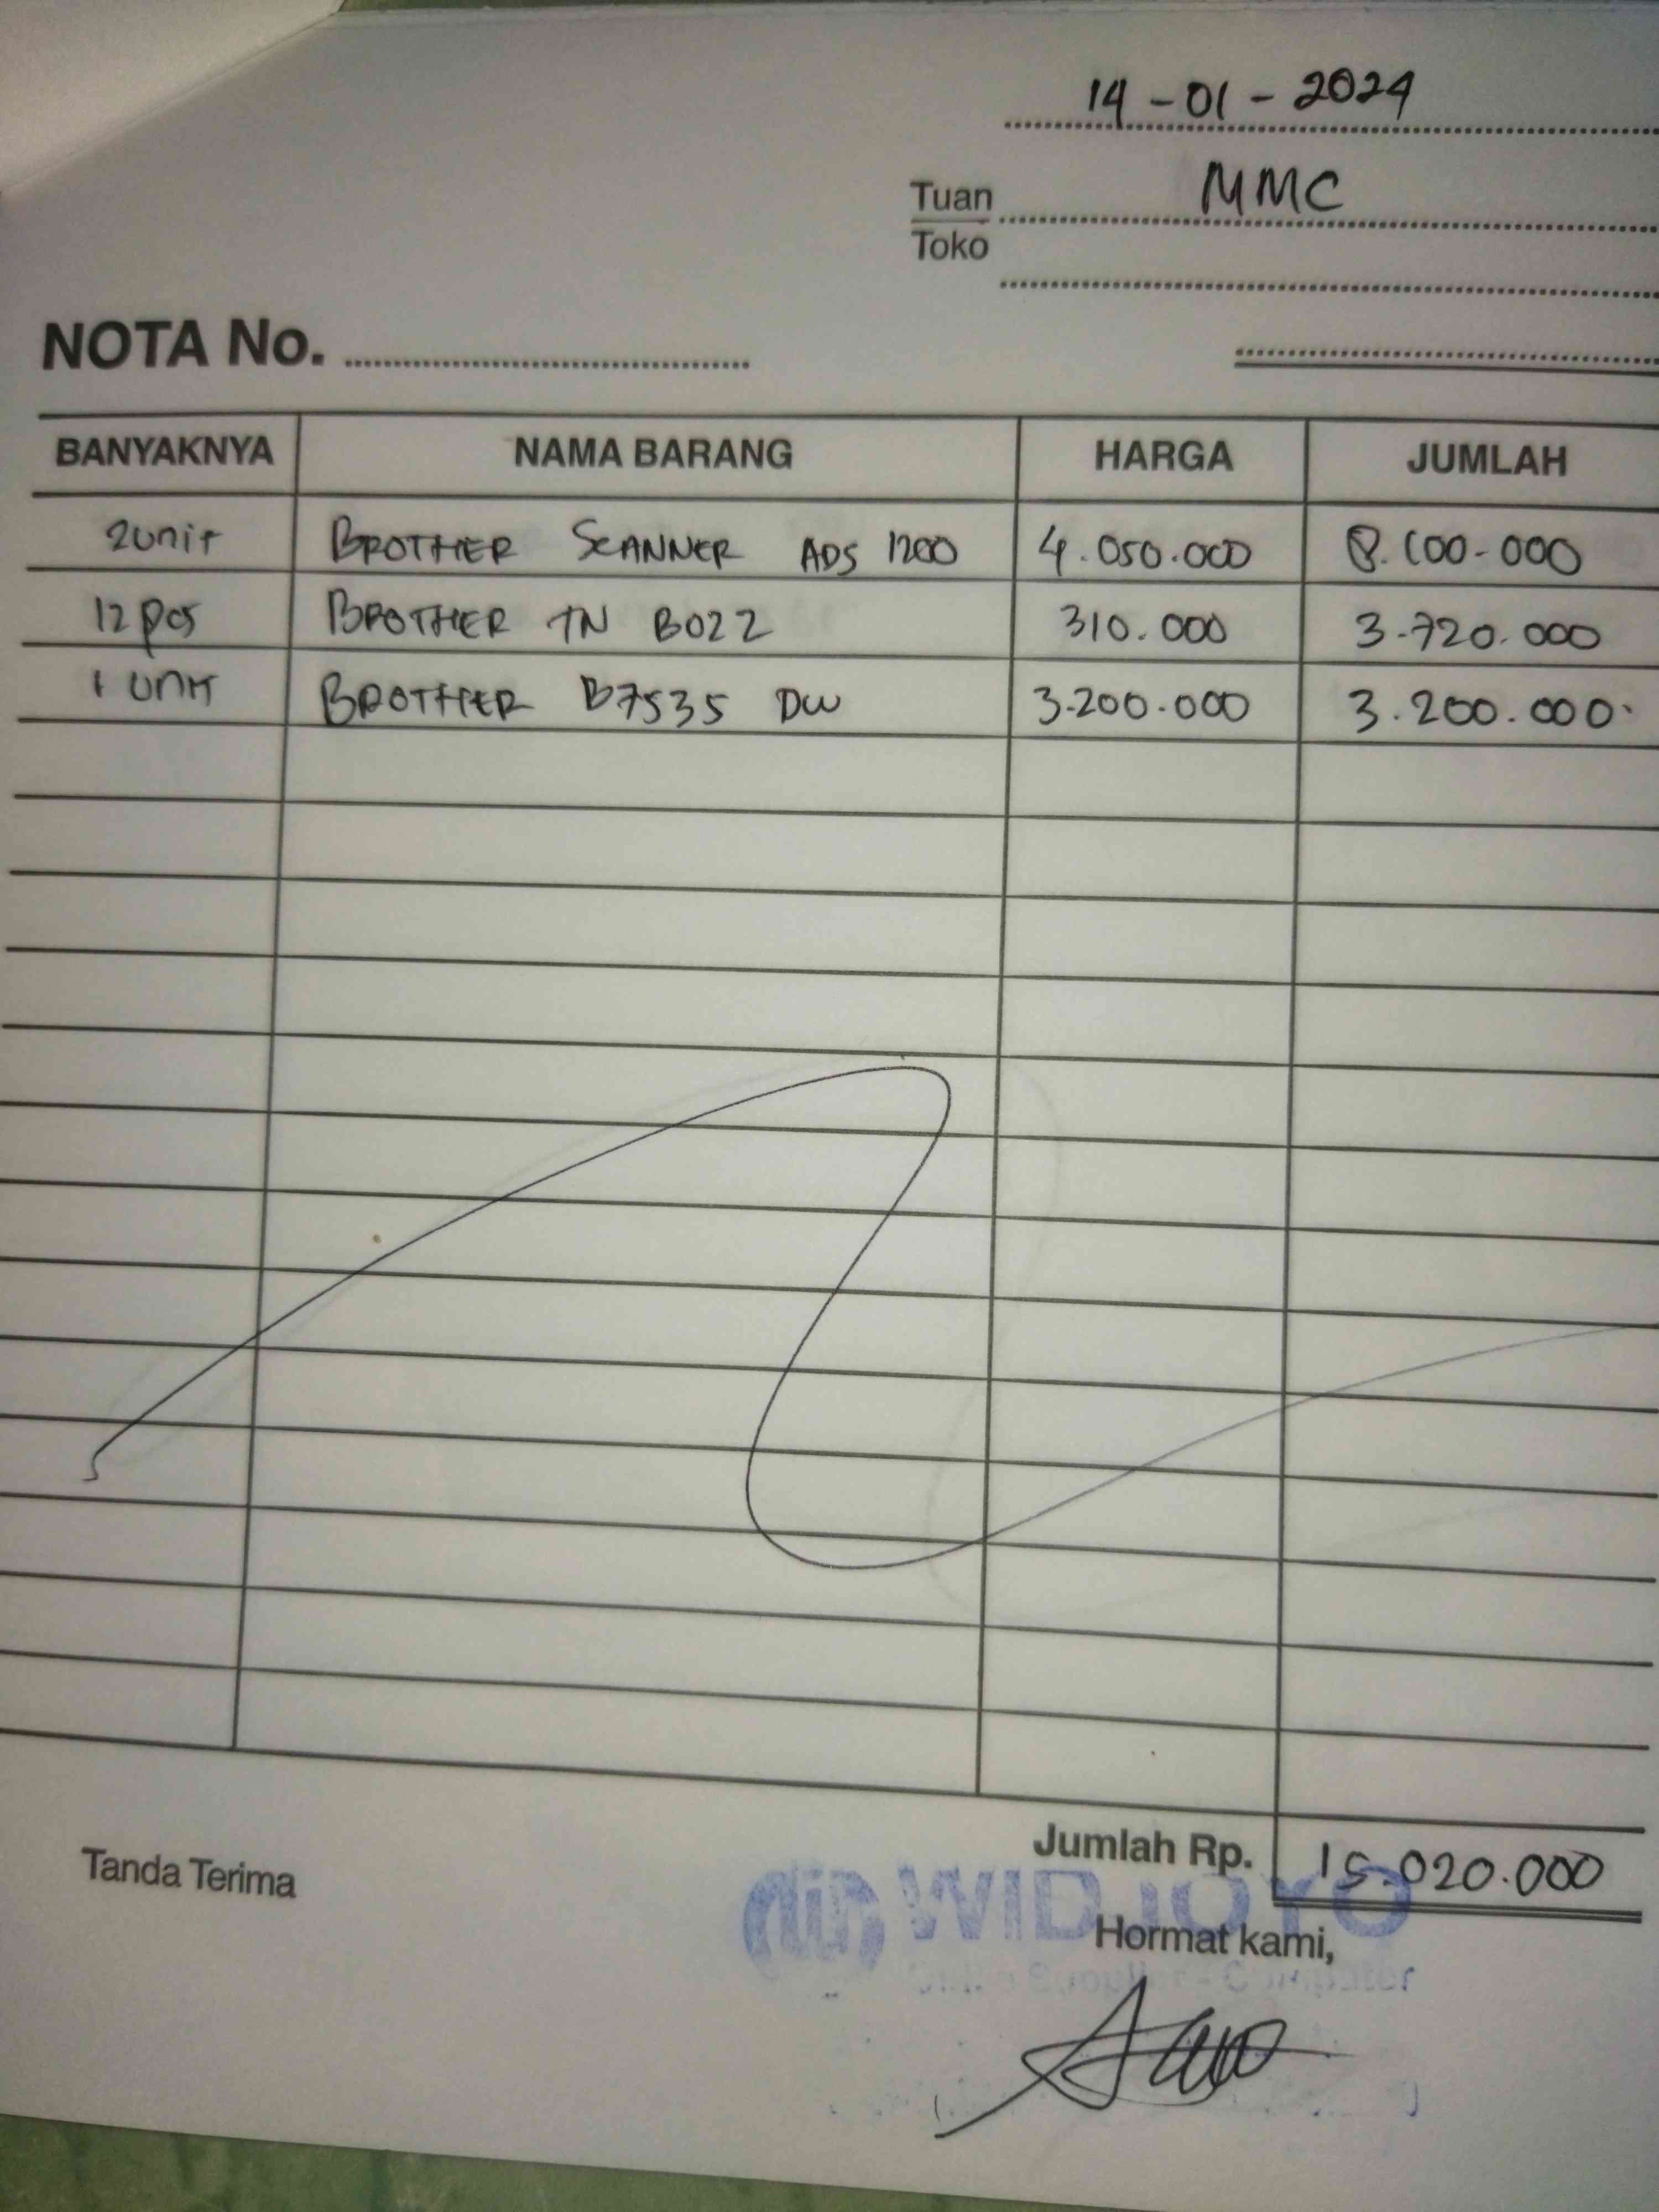 14-01-2024
Tuan MMC
Toko
NOTA No.
BANYAKNYA NAMA BARANG HARGA JUMLAH
2unit BROTHER SCANNER ADS 1200 4.050.000 8.100-000
12 pcs BROTHER TN B022 310.000 3-720.000
1 UNIT BROTHER B7535 DW 3-200.000 3.200.000
Jumlah Rp. 15.020.000
Tanda Terima
WIDJOYO
Hormat kami,
Computer